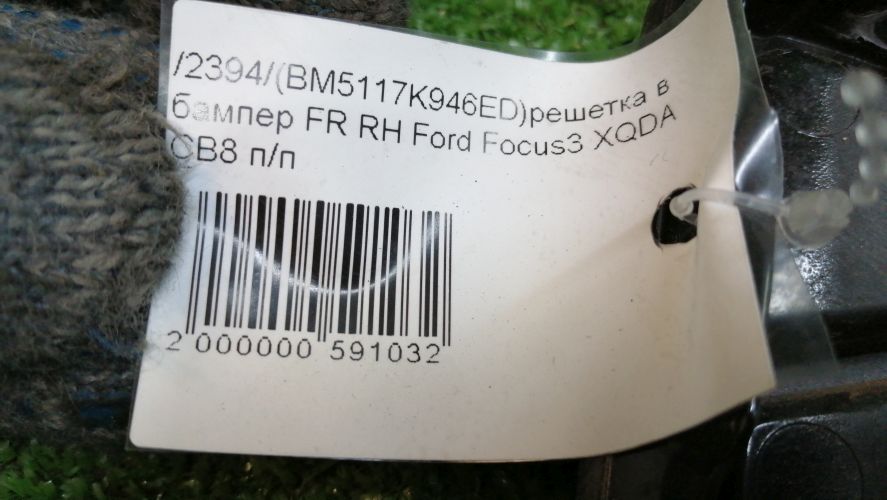 /2394/(BM5117K946ED)решетка в
бампер FR RH Ford Focus3 XQDA
CB8 п/п
2 000000 591032